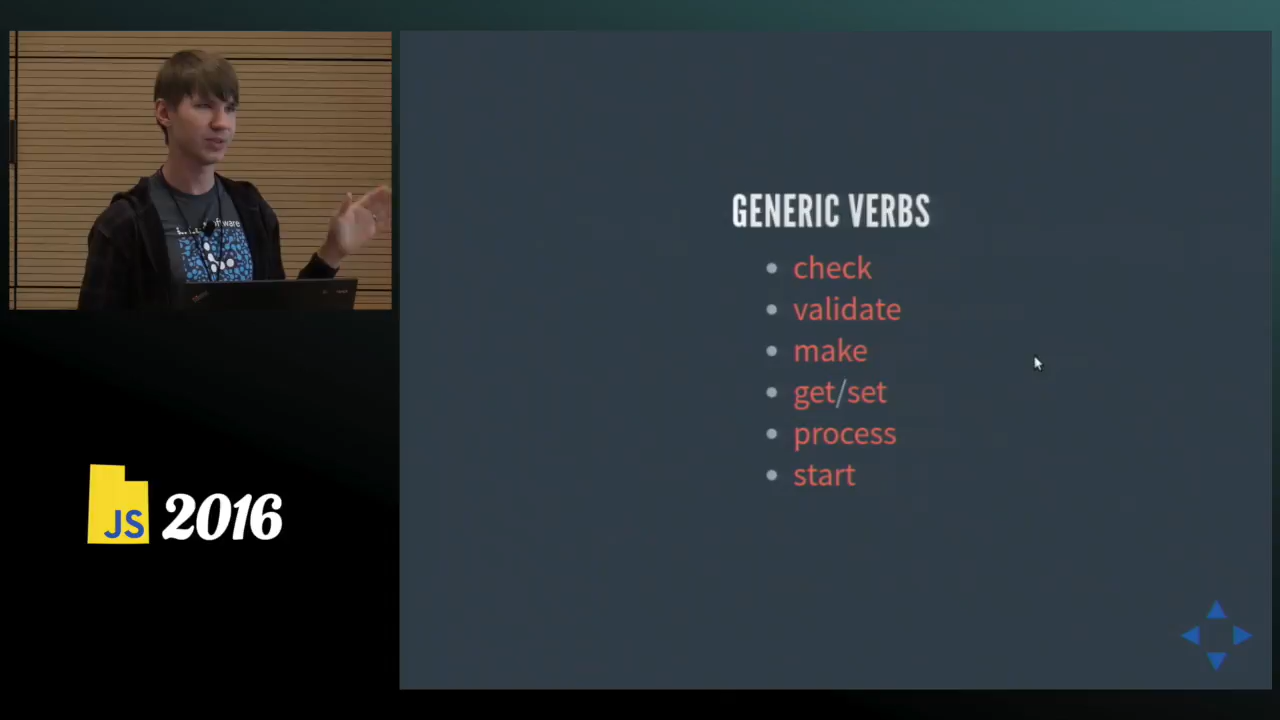 GENERIC VERBS
check
validate
make
get/set
process
start
JS 2016